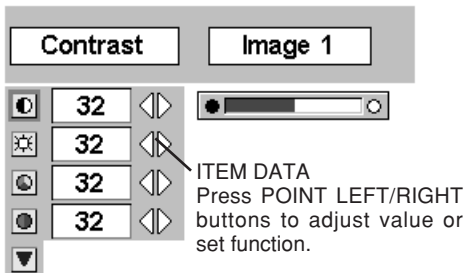 Contrast Image 1
32
32
32
32
ITEM DATA
Press POINT LEFT/RIGHT
buttons to adjust value or
set function.